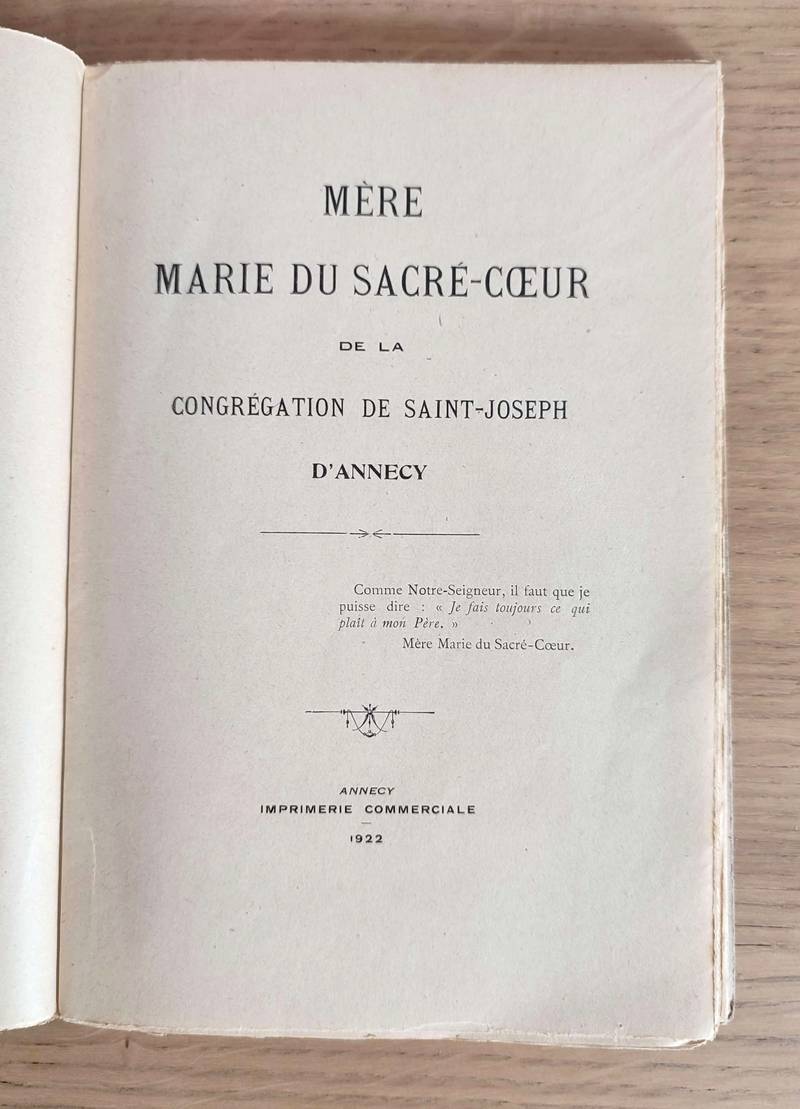 MÈRE
MARIE DU SACRÉ-CŒUR
DE LA
CONGRÉGATION DE SAINT-JOSEPH
D'ANNECY
Comme Notre-Seigneur, il faut que je
puisse dire : « Je fais toujours ce qui
plaît à mon Père. »
Mère Marie du Sacré-Cœur.
ANNECY
IMPRIMERIE COMMERCIALE
1922